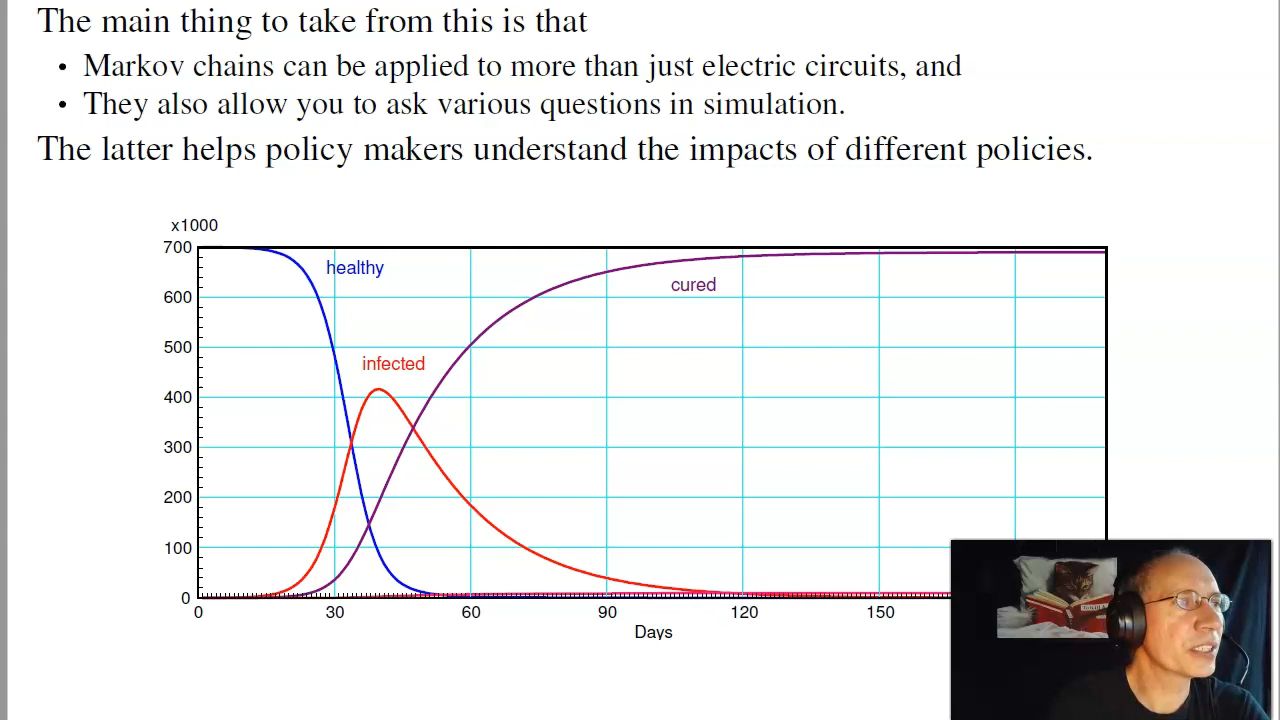 The main thing to take from this is that
• Markov chains can be applied to more than just electric circuits, and
• They also allow you to ask various questions in simulation.
The latter helps policy makers understand the impacts of different policies.
x1000
700
healthy
cured
600
500
infected
400
300
200
100
0
0 30 60 90 120 150
Days